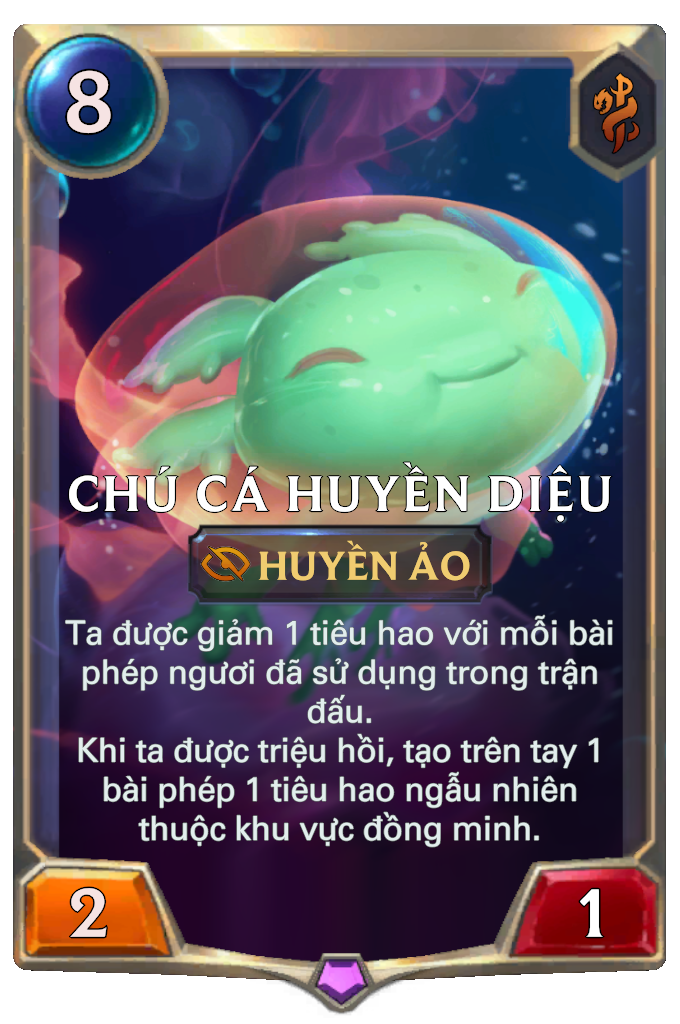 8
CHÚ CÁ HUYỀN DIỆU
HUYỀN ẢO
Ta được giảm 1 tiêu hao với mỗi bài
phép ngươi đã sử dụng trong trận
đấu.
Khi ta được triệu hồi, tạo trên tay 1
bài phép 1 tiêu hao ngẫu nhiên
thuộc khu vực đồng minh.
2
1